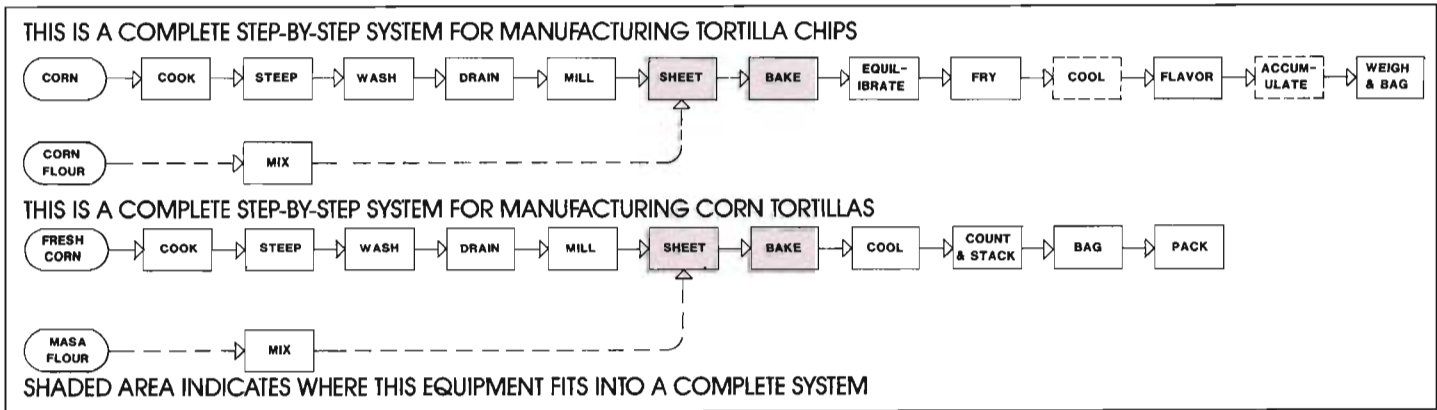 THIS IS A COMPLETE STEP-BY-STEP SYSTEM FOR MANUFACTURING TORTILLA CHIPS
CORN
COOK
STEEP
WASH
DRAIN
MILL
SHEET
BAKE
EQUIL-
IBRATE
FRY
COOL
FLAVOR
ACCUM-
ULATE
WEIGH
& BAG
CORN
FLOUR
MIX
THIS IS A COMPLETE STEP-BY-STEP SYSTEM FOR MANUFACTURING CORN TORTILLAS
FRESH
CORN
COOK
STEEP
WASH
DRAIN
MILL
SHEET
BAKE
COOL
COUNT
& STACK
BAG
PACK
MASA
FLOUR
MIX
SHADED AREA INDICATES WHERE THIS EQUIPMENT FITS INTO A COMPLETE SYSTEM